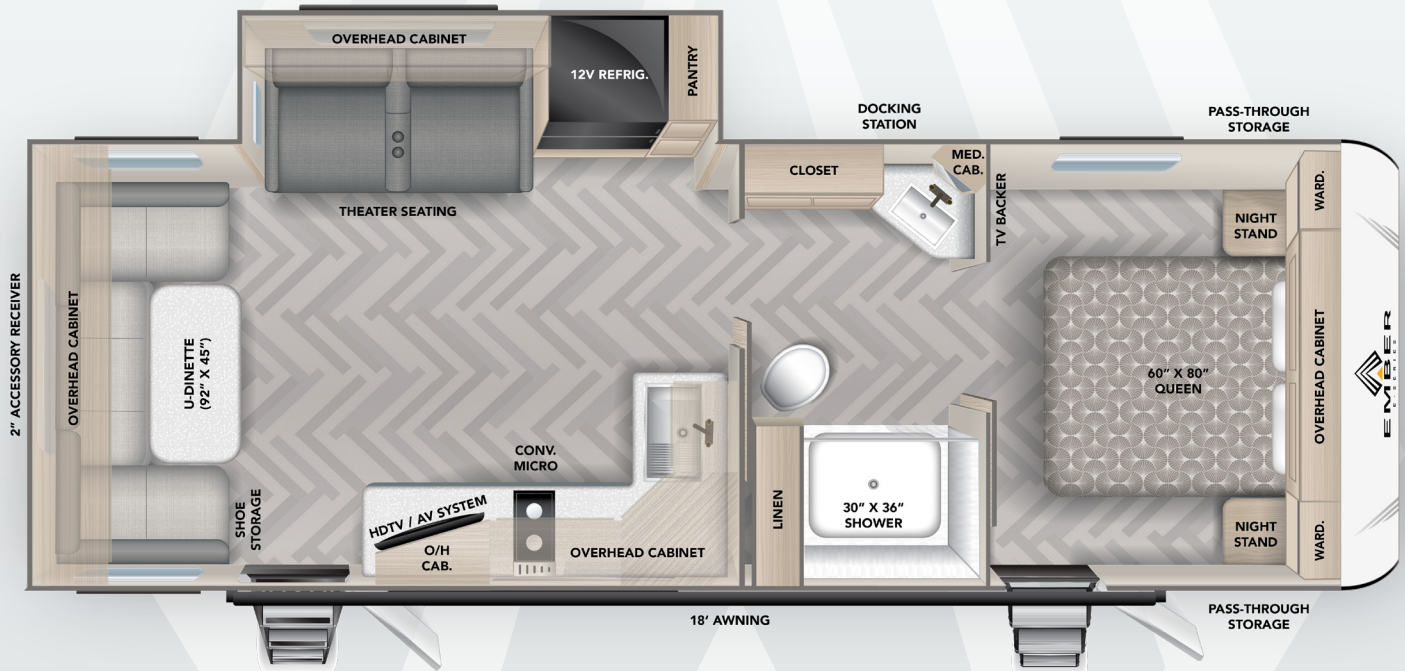 OVERHEAD CABINET
12V REFRIG.
PANTRY
THEATER SEATING
DOCKING
STATION
PASS-THROUGH
STORAGE
CLOSET
MED.
CAB.
TV BACKER
NIGHT
STAND
WARD.
2” ACCESSORY RECEIVER
OVERHEAD CABINET
U-DINETTE
(92” X 45”)
SHOE
STORAGE
HDTV / AV SYSTEM
O/H
CAB.
CONV.
MICRO
OVERHEAD CABINET
LINEN
30” X 36”
SHOWER
60” X 80”
QUEEN
OVERHEAD CABINET
NIGHT
STAND
WARD.
EMBER
E-SERIES
18’ AWNING
PASS-THROUGH
STORAGE